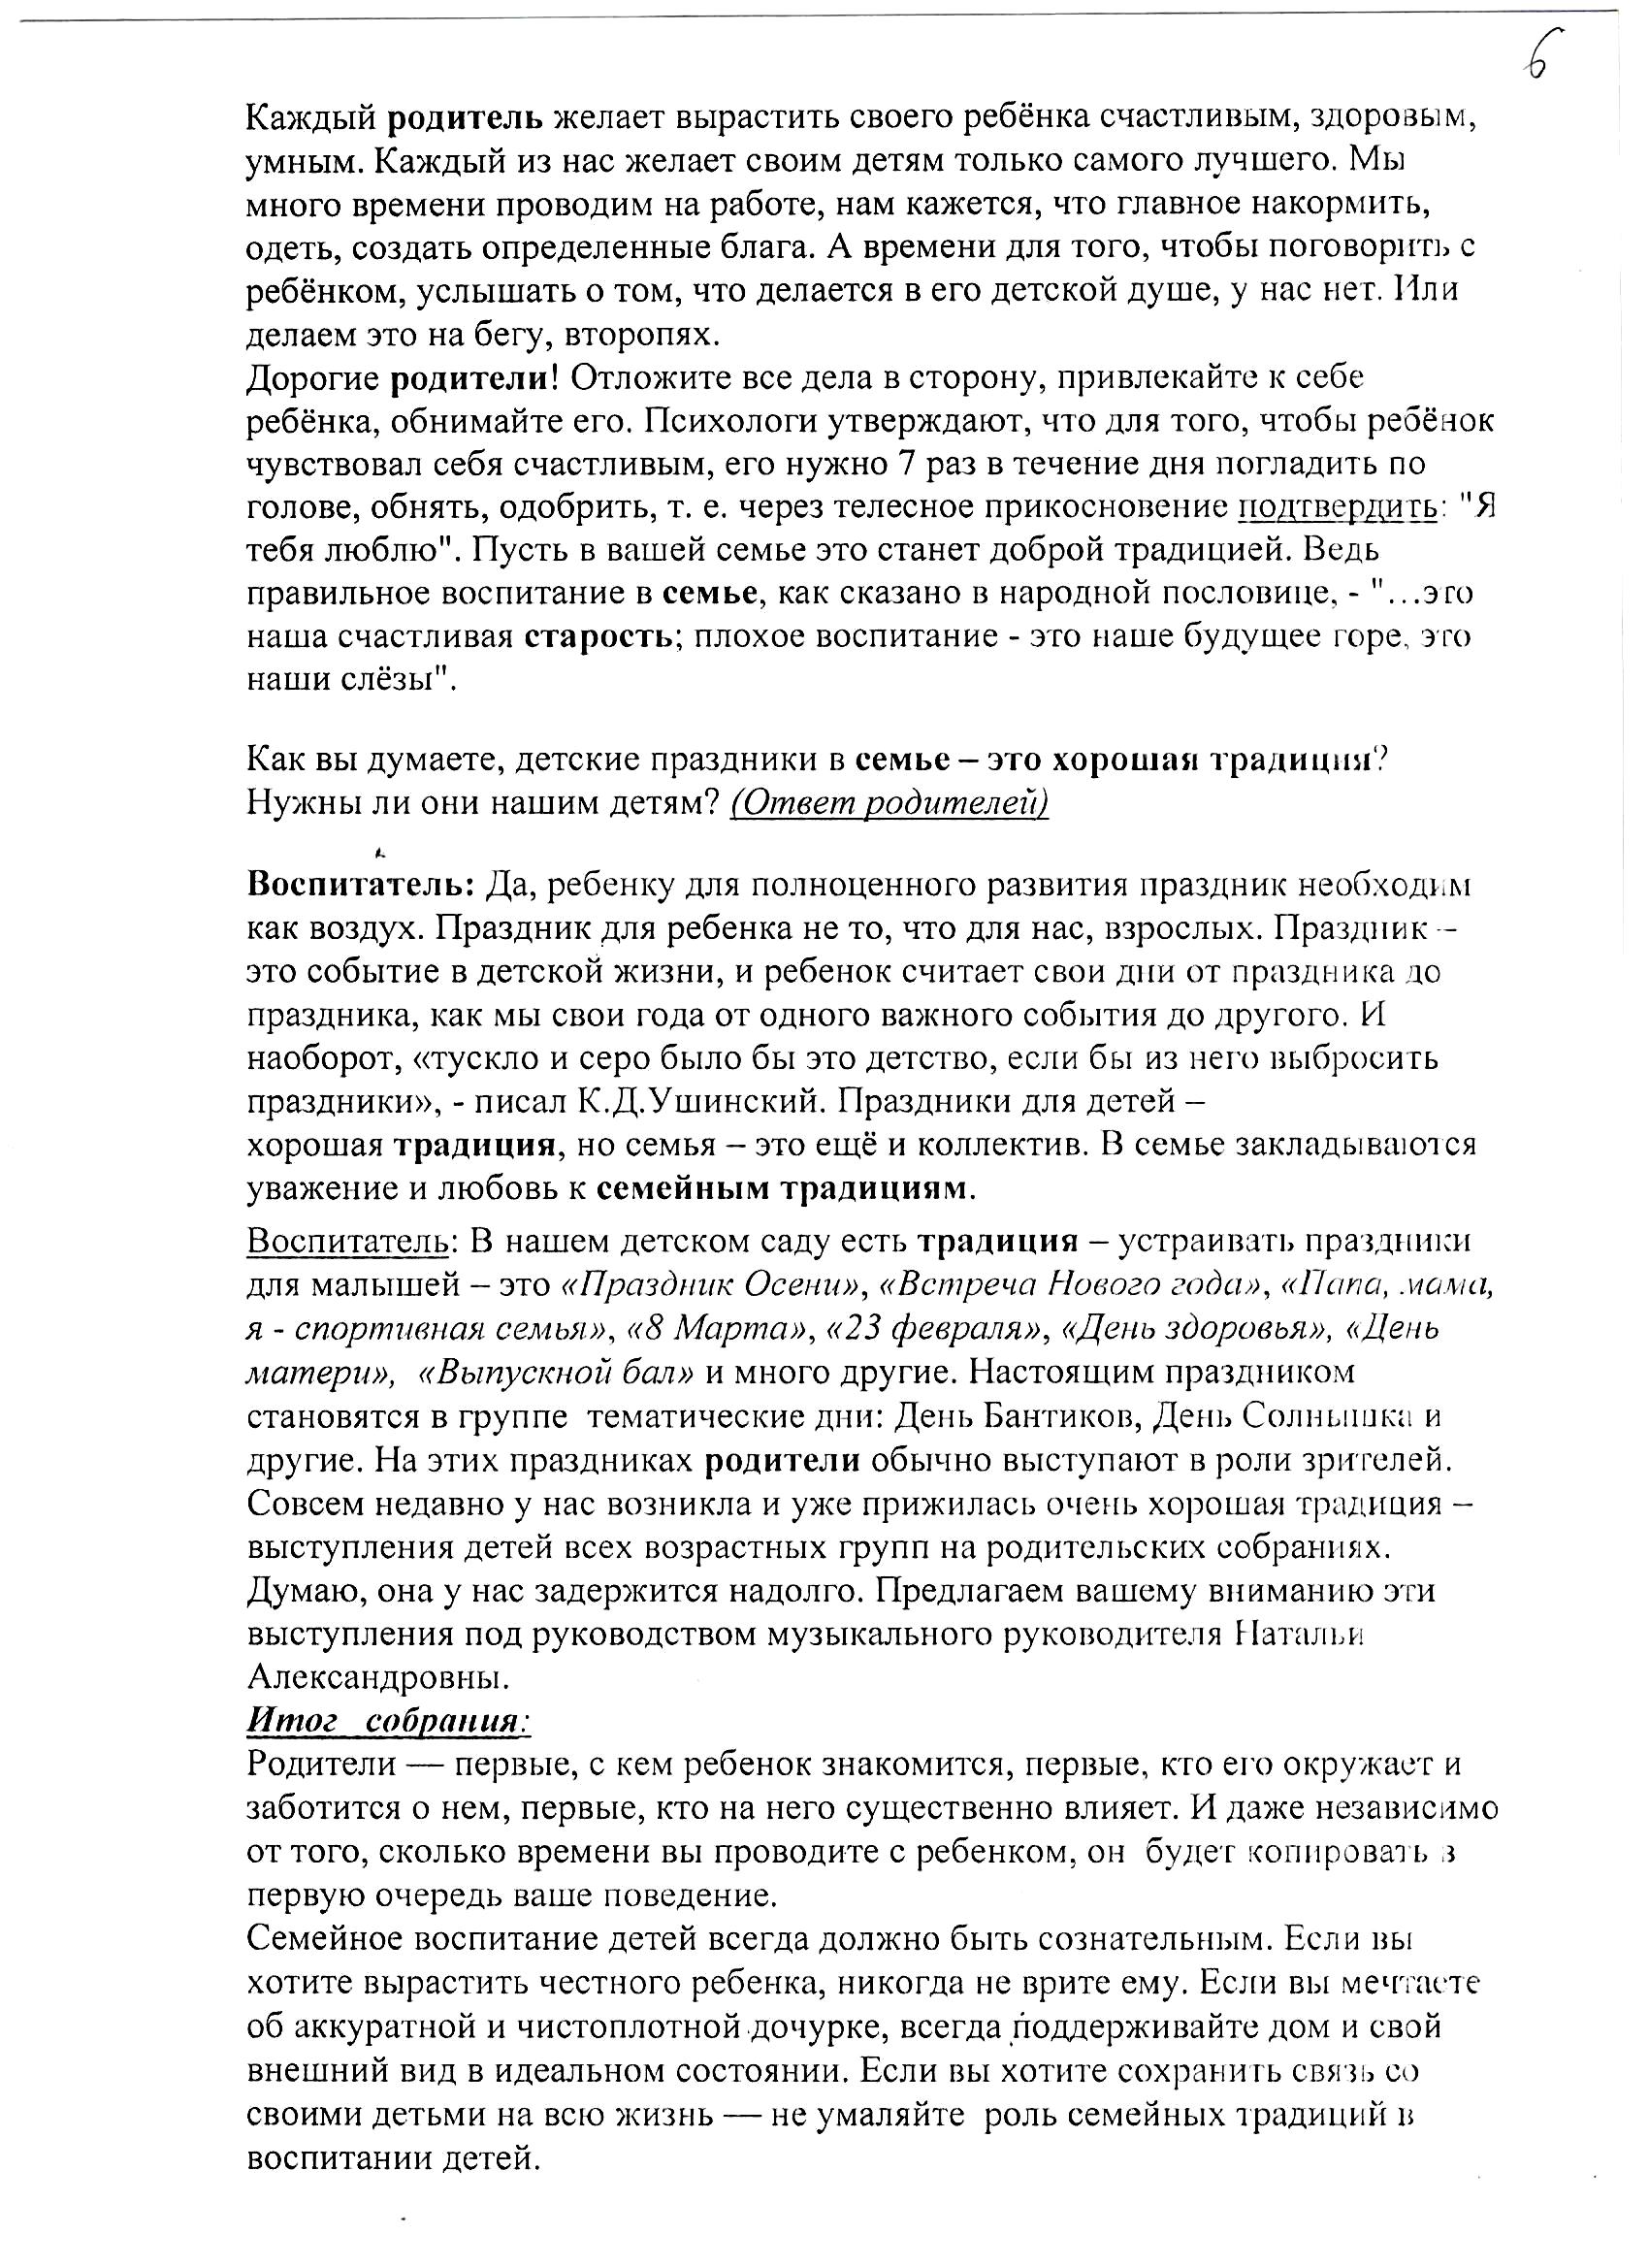 6
Каждый родитель желает вырастить своего ребёнка счастливым, здоровым,
умным. Каждый из нас желает своим детям только самого лучшего. Мы
много времени проводим на работе, нам кажется, что главное накормить,
одеть, создать определенные блага. А времени для того, чтобы поговорить с
ребёнком, услышать о том, что делается в его детской душе, у нас нет. Или
делаем это на бегу, второпях.
Дорогие родители! Отложите все дела в сторону, привлекайте к себе
ребёнка, обнимайте его. Психологи утверждают, что для того, чтобы ребёнок
чувствовал себя счастливым, его нужно 7 раз в течение дня погладить по
голове, обнять, одобрить, т. е. через телесное прикосновение подтвердить: "Я
тебя люблю". Пусть в вашей семье это станет доброй традицией. Ведь
правильное воспитание в семье, как сказано в народной пословице, - "…это
наша счастливая старость; плохое воспитание - это наше будущее горе, это
наши слёзы".
Как вы думаете, детские праздники в семье – это хорошая традиция?
Нужны ли они нашим детям? (Ответ родителей)
Воспитатель: Да, ребенку для полноценного развития праздник необходим
как воздух. Праздник для ребенка не то, что для нас, взрослых. Праздник –
это событие в детской жизни, и ребенок считает свои дни от праздника до
праздника, как мы свои года от одного важного события до другого. И
наоборот, «тускло и серо было бы это детство, если бы из него выбросить
праздники», - писал К.Д.Ушинский. Праздники для детей –
хорошая традиция, но семья – это ещё и коллектив. В семье закладываются
уважение и любовь к семейным традициям.
Воспитатель: В нашем детском саду есть традиция – устраивать праздники
для малышей – это «Праздник Осени», «Встреча Нового года», «Папа, мама,
я - спортивная семья», «8 Марта», «23 февраля», «День здоровья», «День
матери», «Выпускной бал» и много другие. Настоящим праздником
становятся в группе тематические дни: День Бантиков, День Солнышка и
другие. На этих праздниках родители обычно выступают в роли зрителей.
Совсем недавно у нас возникла и уже прижилась очень хорошая традиция –
выступления детей всех возрастных групп на родительских собраниях.
Думаю, она у нас задержится надолго. Предлагаем вашему вниманию эти
выступления под руководством музыкального руководителя Натальи
Александровны.
Итог собрания:
Родители — первые, с кем ребенок знакомится, первые, кто его окружает и
заботится о нем, первые, кто на него существенно влияет. И даже независимо
от того, сколько времени вы проводите с ребенком, он будет копировать в
первую очередь ваше поведение.
Семейное воспитание детей всегда должно быть сознательным. Если вы
хотите вырастить честного ребенка, никогда не врите ему. Если вы мечтаете
об аккуратной и чистоплотной дочурке, всегда поддерживайте дом и свой
внешний вид в идеальном состоянии. Если вы хотите сохранить связь со
своими детьми на всю жизнь — не умаляйте роль семейных традиций в
воспитании детей.